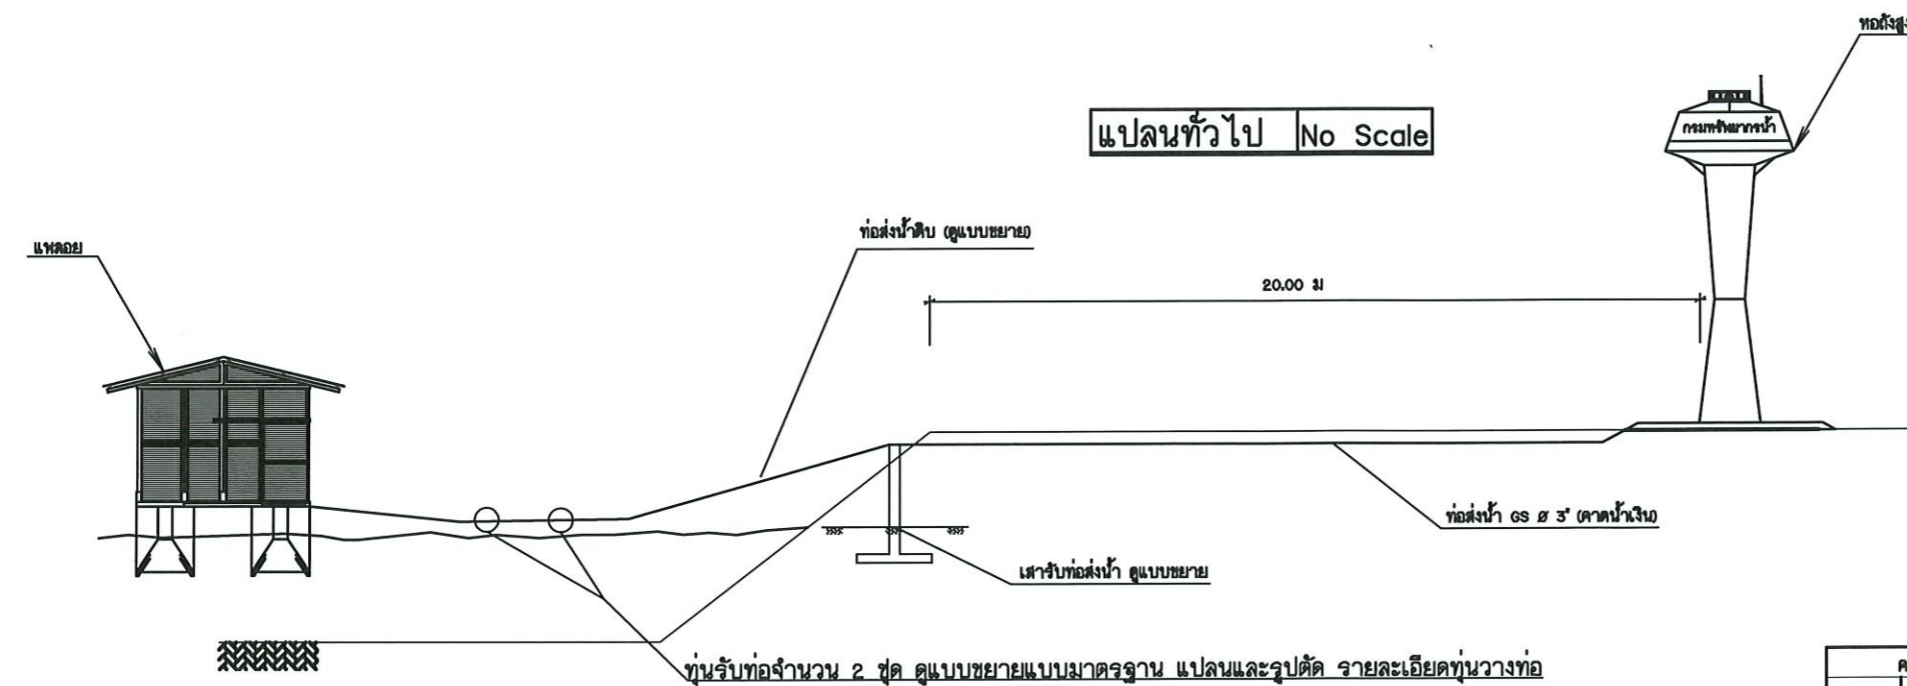 หอถังสูง
แปลนทั่วไป No Scale
กรมทรัพยากรน้ำ
ท่อส่งน้ำดิบ (ดูแบบขยาย)
แพลอย
20.00 ม
ท่อส่งน้ำ GS Ø 3" (คาดน้ำเงิน)
เสารับท่อส่งน้ำ ดูแบบขยาย
ทุ่นรับท่อจำนวน 2 ชุด ดูแบบขยายแบบมาตรฐาน แปลนและรูปตัด รายละเอียดทุ่นวางท่อ